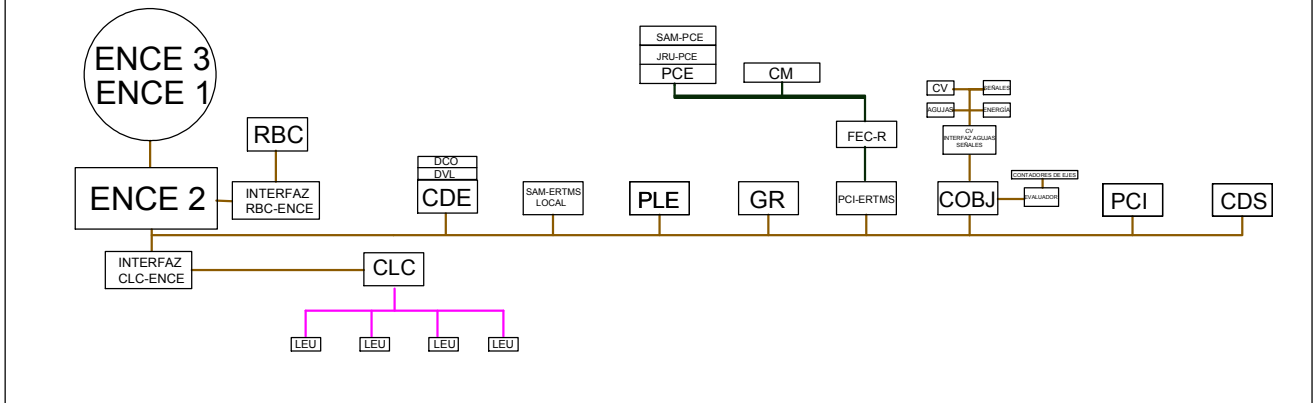 ENCE 3
ENCE 1
SAM-PCE
JRU-PCE
PCE
CM
CV
SEÑALES
AGUJAS
ENERGÍA
RBC
FEC-R
CV
INTERFAZ AGUJAS
SEÑALES
DCO
DVL
CDE
CONTADORES DE EJES
ENCE 2
INTERFAZ
RBC-ENCE
SAM-ERTMS
LOCAL
PLE
GR
PCI-ERTMS
COBJ
EVALUADOR
PCI
CDS
INTERFAZ
CLC-ENCE
CLC
LEU
LEU
LEU
LEU